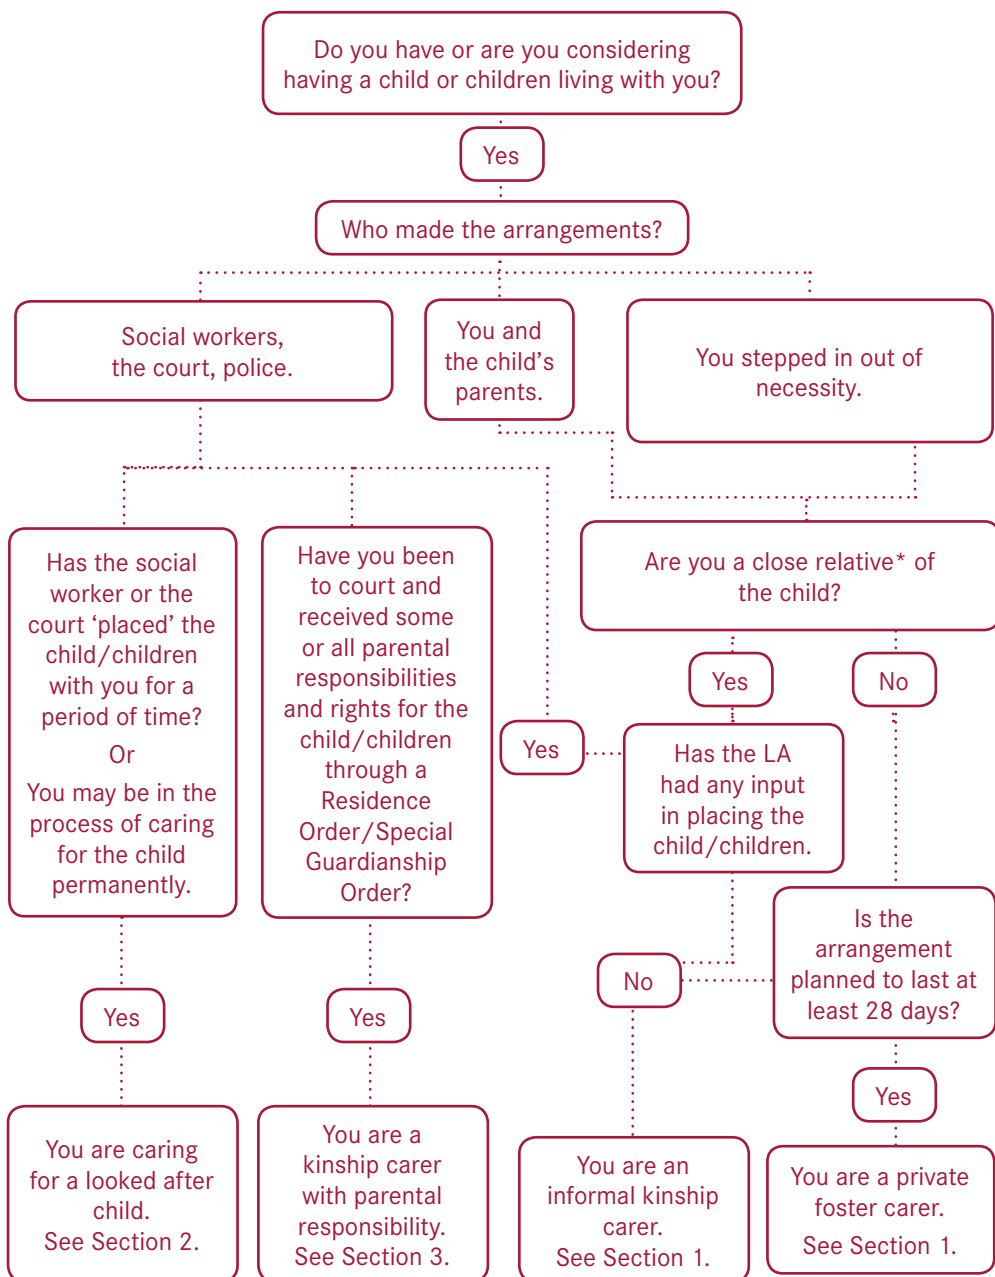 Do you have or are you considering
having a child or children living with you?
Yes
Who made the arrangements?
Social workers,
the court, police.
You and
the child’s
parents.
You stepped in out of
necessity.
Has the social
worker or the
court ‘placed’ the
child/children
with you for a
period of time?
Or
You may be in the
process of caring
for the child
permanently.
Have you been
to court and
received some
or all parental
responsibilities
and rights for the
child/children
through a
Residence
Order/Special
Guardianship
Order?
Are you a close relative* of
the child?
Yes
No
Yes
Has the LA
had any input
in placing the
child/children.
Is the
arrangement
planned to last at
least 28 days?
No
Yes
Yes
Yes
You are caring
for a looked after
child.
See Section 2.
You are a
kinship carer
with parental
responsibility.
See Section 3.
You are an
informal kinship
carer.
See Section 1.
You are a private
foster carer.
See Section 1.